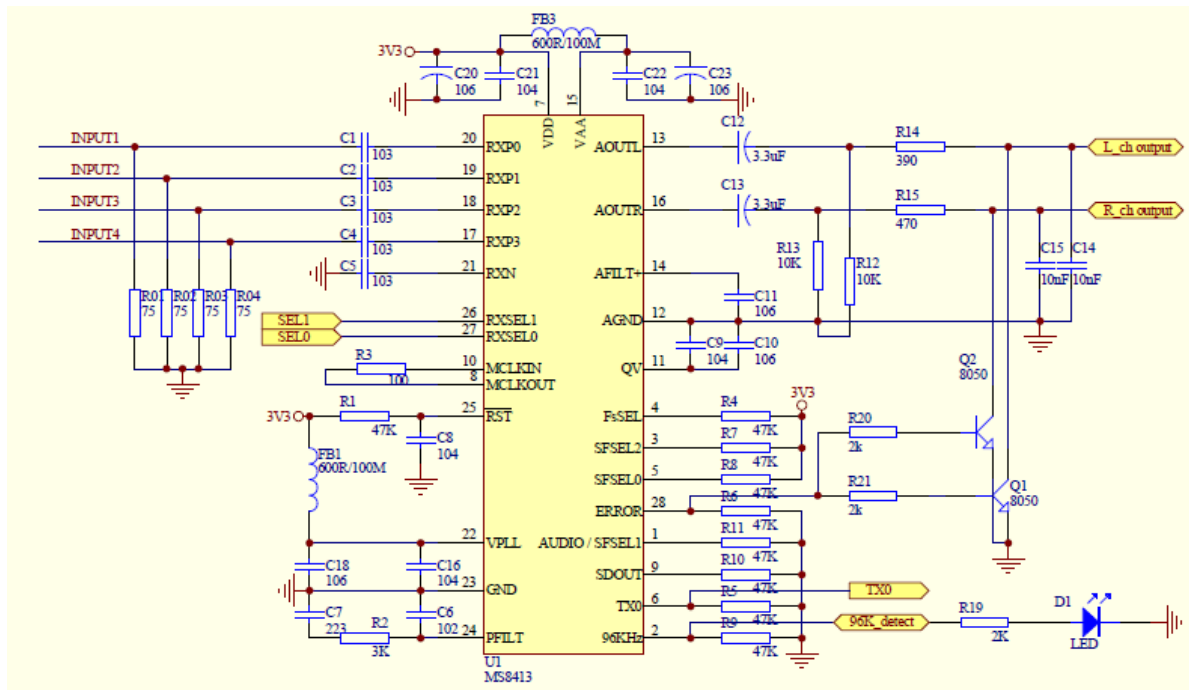 FB3
600R/100M
3V3
C20
106
C21
104
C22
104
C23
106
7
15
VDD
VAA
INPUT1
INPUT2
INPUT3
INPUT4
C1
103
C2
103
C3
103
C4
103
C5
103
R01
75
R02
75
R03
75
R04
75
20
RXP0
19
RXP1
18
RXP2
17
RXP3
21
RXN
SEL1
SEL0
26
RXSEL1
27
RXSEL0
R3
100
10
MCLKIN
8
MCLKOUT
3V3
R1
47K
25
RST
C8
104
FB1
600R/100M
22
VPLL
C18
106
C16
104
23
GND
C7
223
R2
3K
C6
102
24
PFILT
U1
MS8413
AOUTL
13
C12
3.3uF
R14
390
L_ch output
AOUTR
16
C13
3.3uF
R15
470
R_ch output
R13
10K
R12
10K
C15
10nF
C14
10nF
AFILT+
14
C11
106
AGND
12
C9
104
C10
106
QV
11
3V3
FsSEL
4
R4
47K
SFSEL2
3
R7
47K
SFSEL0
5
R8
47K
ERROR
28
R6
47K
AUDIO / SFSEL1
1
R11
47K
SDOUT
9
R10
47K
TX0
6
R5
47K
96KHz
2
R9
47K
R20
2k
R21
2k
Q2
8050
Q1
8050
TX0
96K_detect
R19
2K
D1
LED